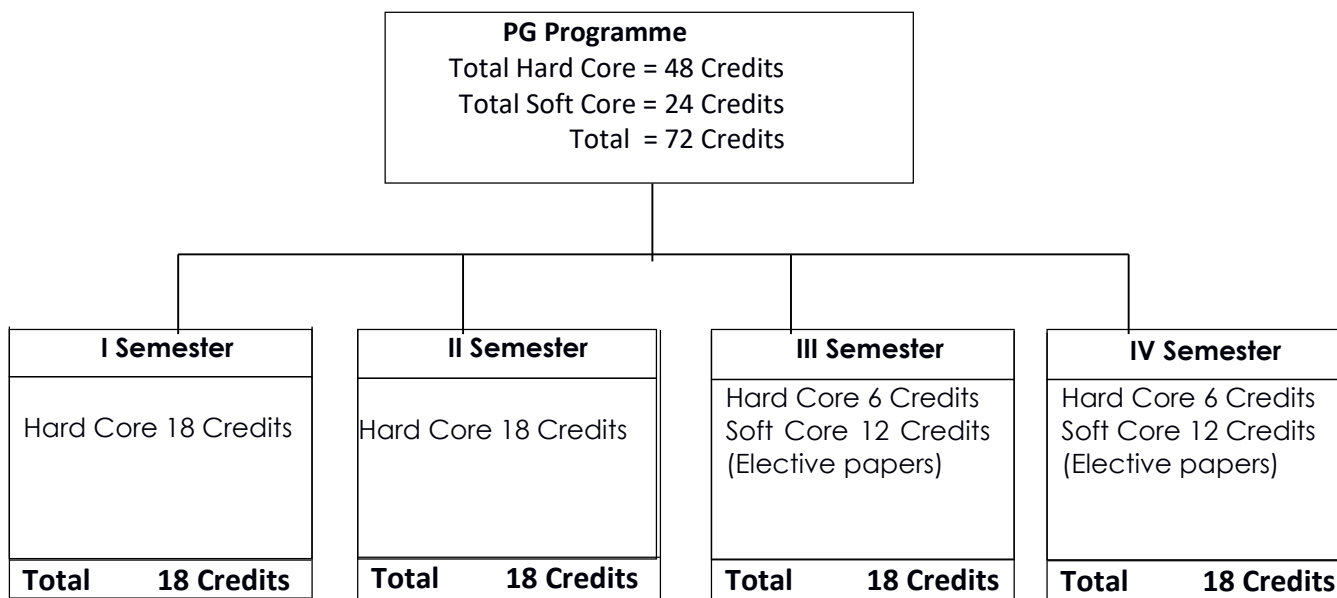 PG Programme
Total Hard Core = 48 Credits
Total Soft Core = 24 Credits
Total = 72 Credits
I Semester
Hard Core 18 Credits
Total 18 Credits
II Semester
Hard Core 18 Credits
Total 18 Credits
III Semester
Hard Core 6 Credits
Soft Core 12 Credits
(Elective papers)
Total 18 Credits
IV Semester
Hard Core 6 Credits
Soft Core 12 Credits
(Elective papers)
Total 18 Credits